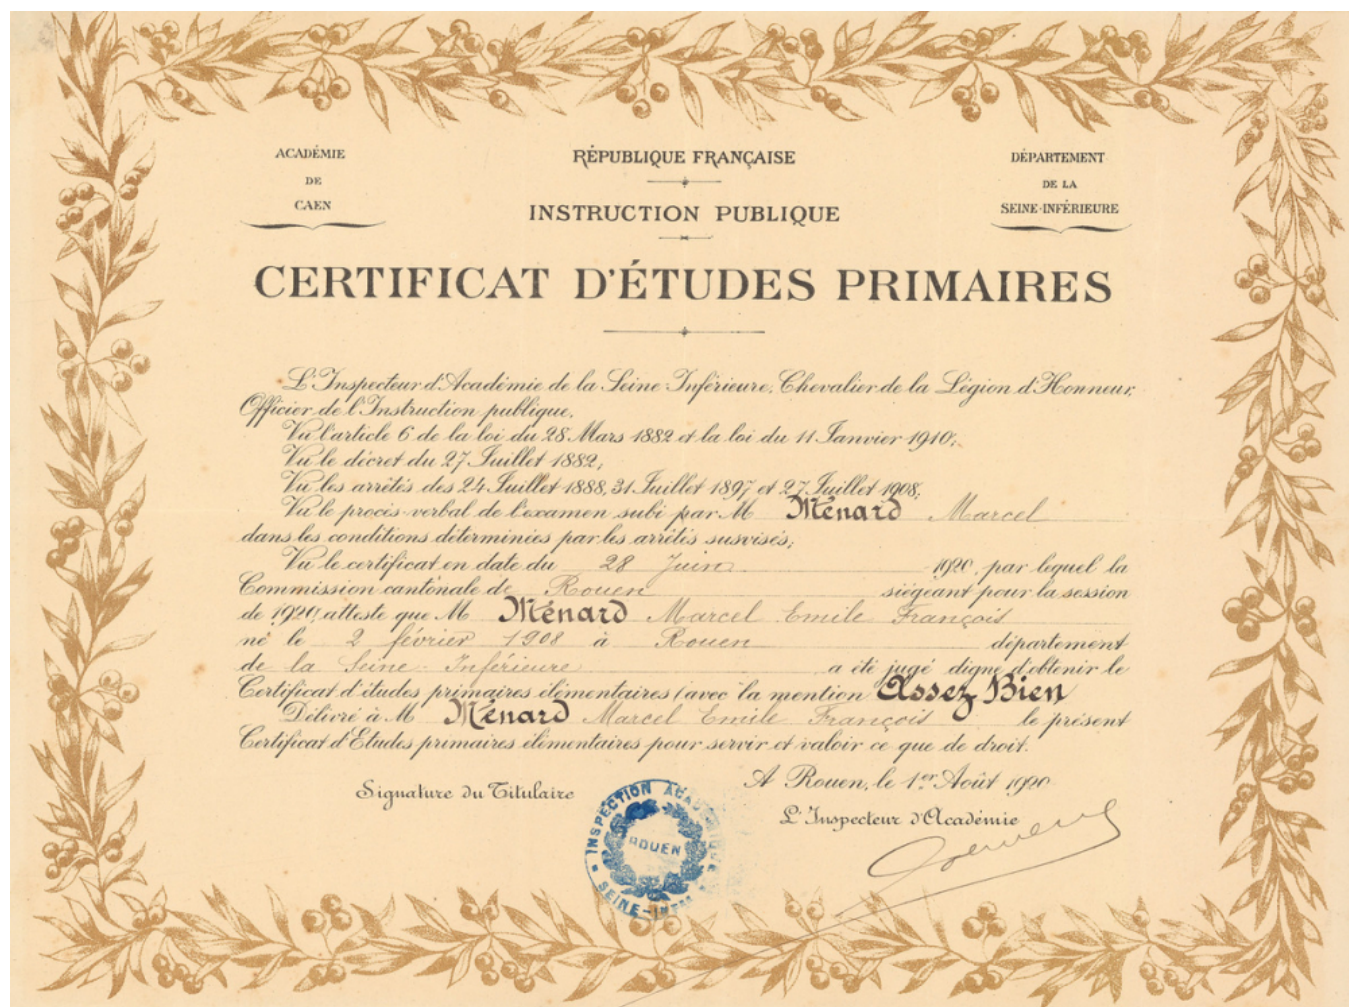 ACADÉMIE
DE
CAEN
RÉPUBLIQUE FRANÇAISE
INSTRUCTION PUBLIQUE
DÉPARTEMENT
DE LA
SEINE-INFÉRIEURE
CERTIFICAT D'ÉTUDES PRIMAIRES
L'Inspecteur d'Académie de la Seine Inférieure, Chevalier de la Légion d'Honneur,
Officier de l'Instruction publique,
Vu l'article 6 de la loi du 28 Mars 1882 et la loi du 11 Janvier 1910;
Vu le décret du 27 Juillet 1882;
Vu les arrêtés des 24 Juillet 1888, 31 Juillet 1897 et 27 Juillet 1908;
Vu le procès-verbal de l'examen subi par M Ménard Marcel
dans les conditions déterminées par les arrêtés susvisés;
Vu le certificat en date du 28 Juin 1920, par lequel la
Commission cantonale de Rouen siégeant pour la session
de 1920, atteste que M Ménard Marcel Emile François
né le 2 février 1908 à Rouen département
de la Seine-Inférieure a été jugé digne d'obtenir le
Certificat d'études primaires élémentaires (avec la mention Assez Bien
Délivré à M Ménard Marcel Emile François le présent
Certificat d'Etudes primaires élémentaires pour servir et valoir ce que de droit.
A Rouen, le 1er Août 1920
Signature du Titulaire
L'Inspecteur d'Académie
INSPECTION ACADÉMIQUE
ROUEN
SEINE-INFRE